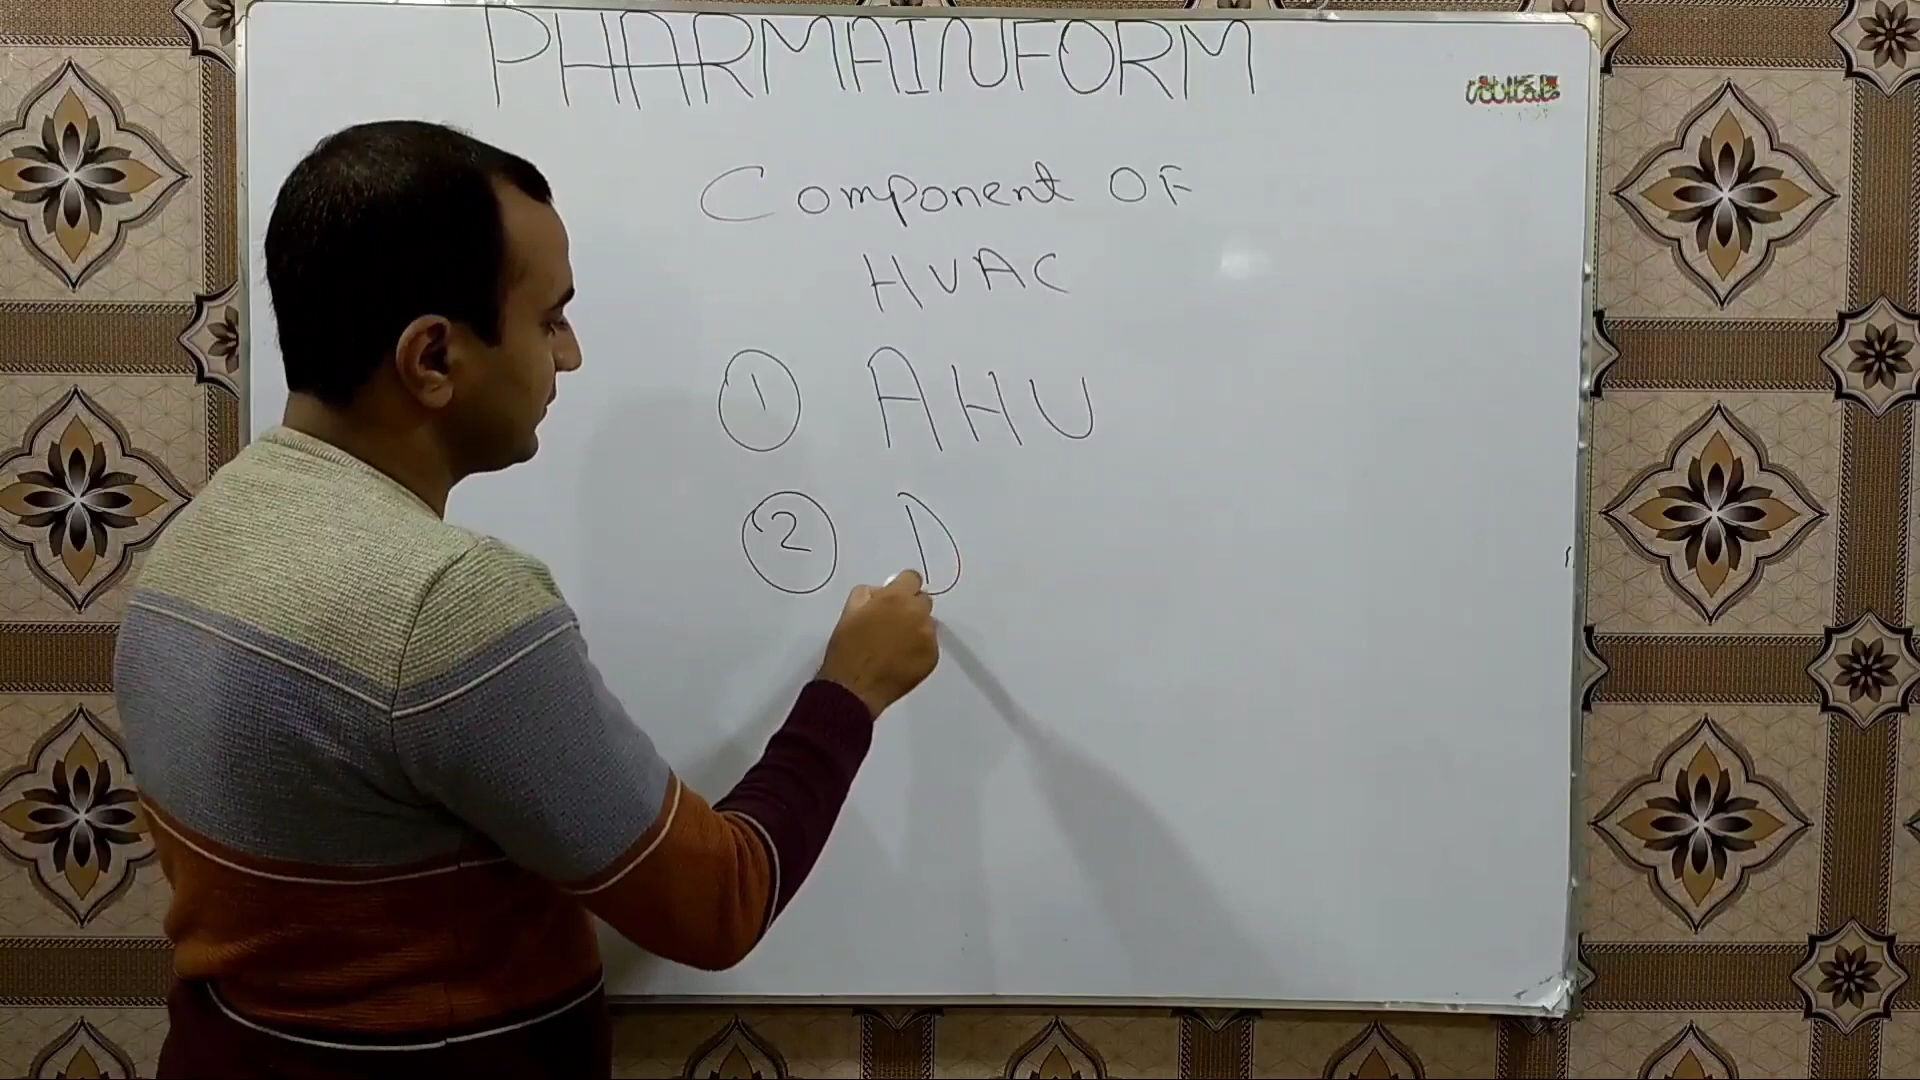 PHARMAINFORM
Component OF
HVAC
① AHU
② D